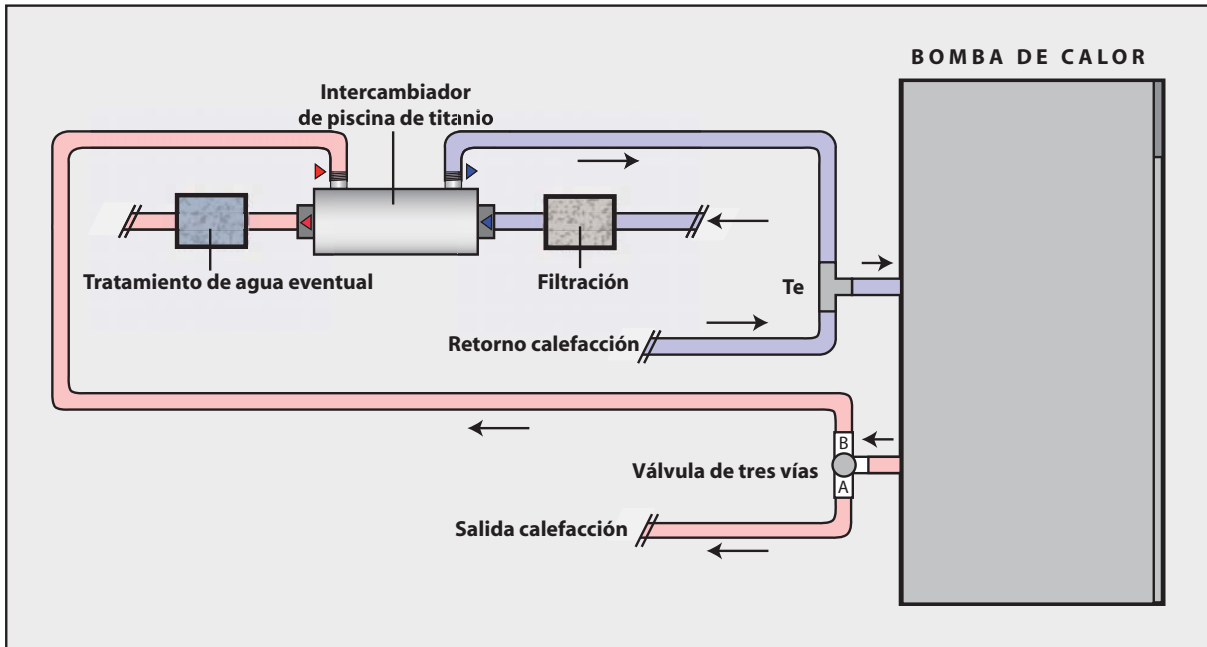 BOMBA DE CALOR
Intercambiador
de piscina de titanio
Tratamiento de agua eventual
Filtración
Te
Retorno calefacción
B
Válvula de tres vías
A
Salida calefacción